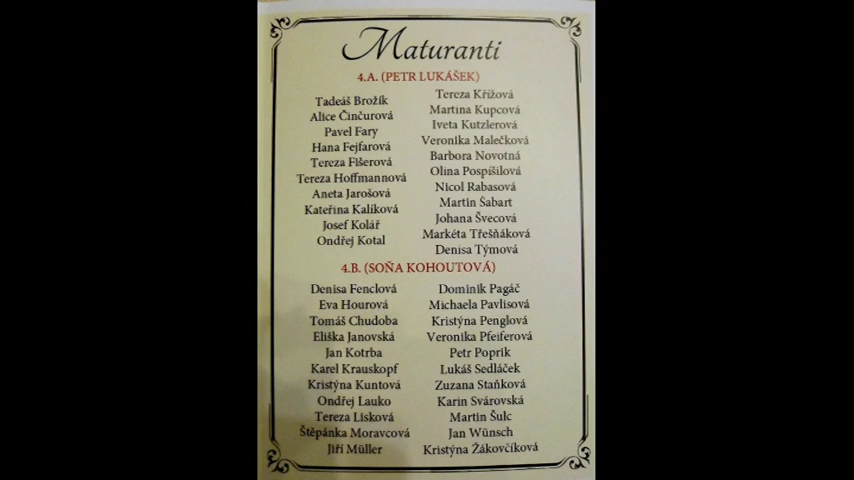 Maturanti
4.A. (PETR LUKÁŠEK)
Tadeáš Brožík
Alice Činčurová
Pavel Fary
Hana Fejfarová
Tereza Fišerová
Tereza Hoffmannová
Aneta Jarošová
Kateřina Kalíková
Josef Kolář
Ondřej Kotal
Tereza Křížová
Martina Kupcová
Iveta Kutzlerová
Veronika Malečková
Barbora Novotná
Olina Pospíšilová
Nicol Rabasová
Martin Šabart
Johana Švecová
Markéta Třešňáková
Denisa Týmová
4.B. (SOŇA KOHOUTOVÁ)
Denisa Fenclová
Eva Hourová
Tomáš Chudoba
Eliška Janovská
Jan Kotrba
Karel Krauskopf
Kristýna Kuntová
Ondřej Lauko
Tereza Lisková
Štěpánka Moravcová
Jiří Müller
Dominik Pagáč
Michaela Pavlisová
Kristýna Penglová
Veronika Pfeiferová
Petr Poprik
Lukáš Sedláček
Zuzana Staňková
Karin Svárovská
Martin Šulc
Jan Wünsch
Kristýna Žákovčíková